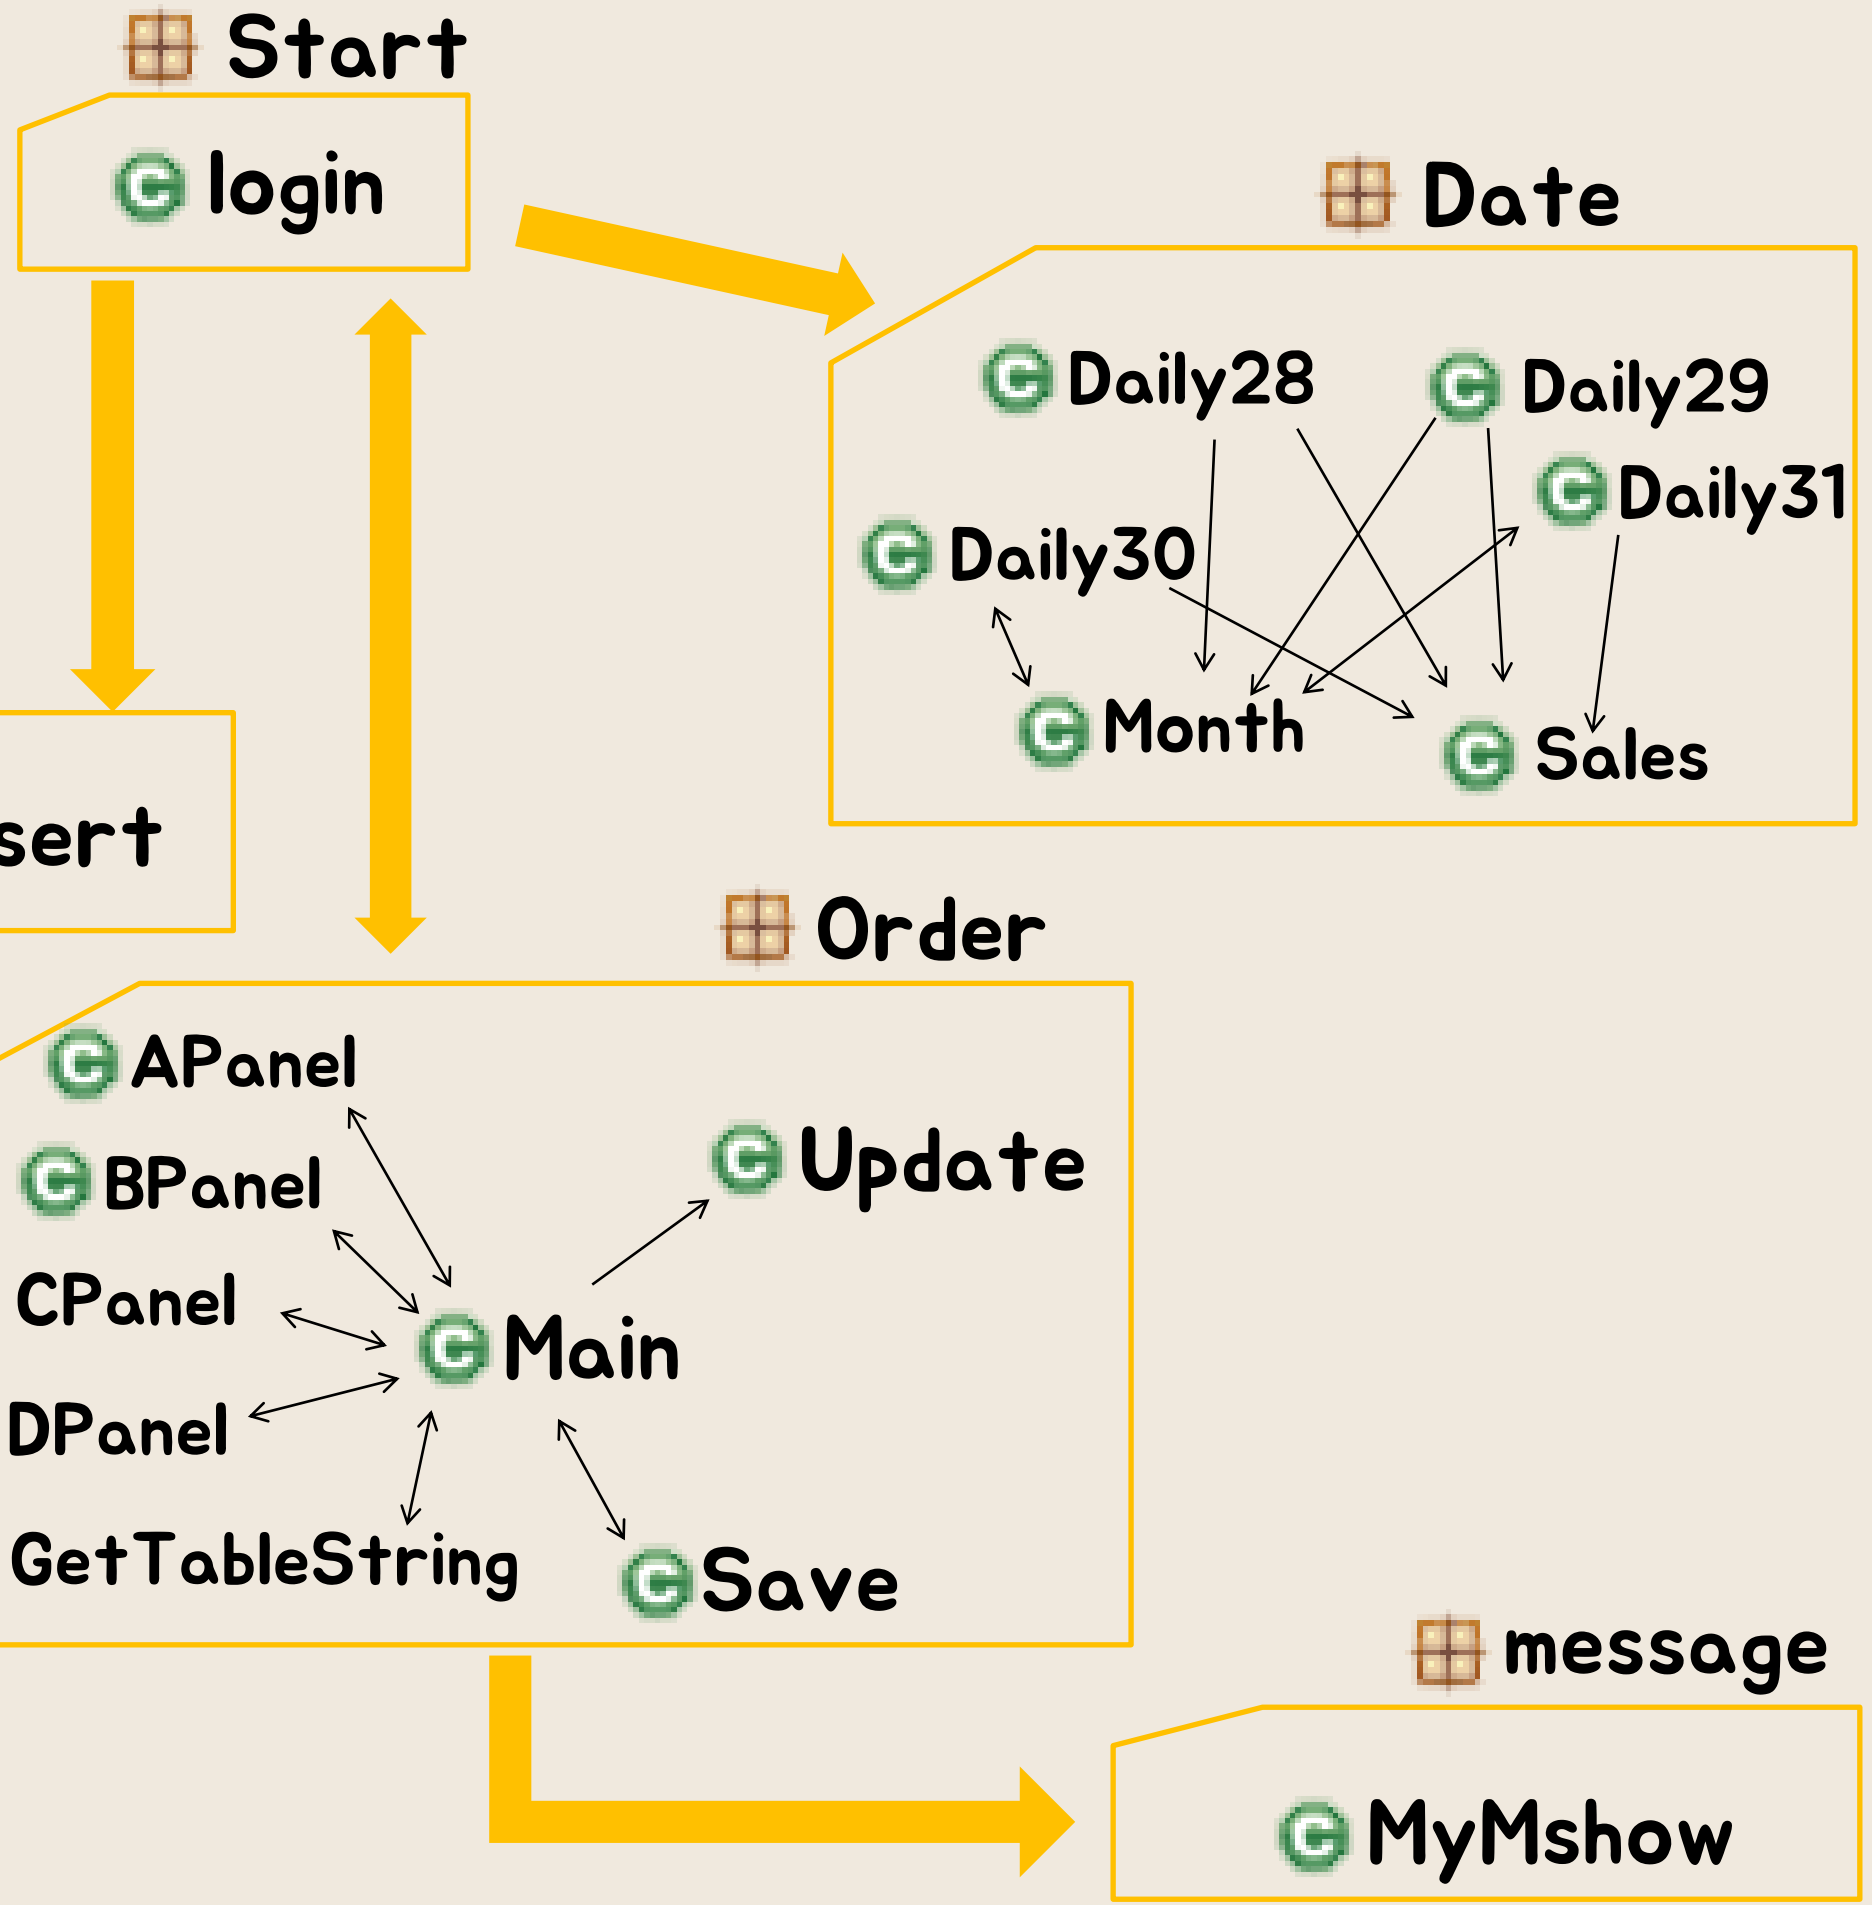 Start
login
Date
Daily28
Daily29
Daily31
Daily30
Month
Sales
sert
Order
APanel
BPanel
Update
CPanel
Main
DPanel
GetTableString
Save
message
MyMshow